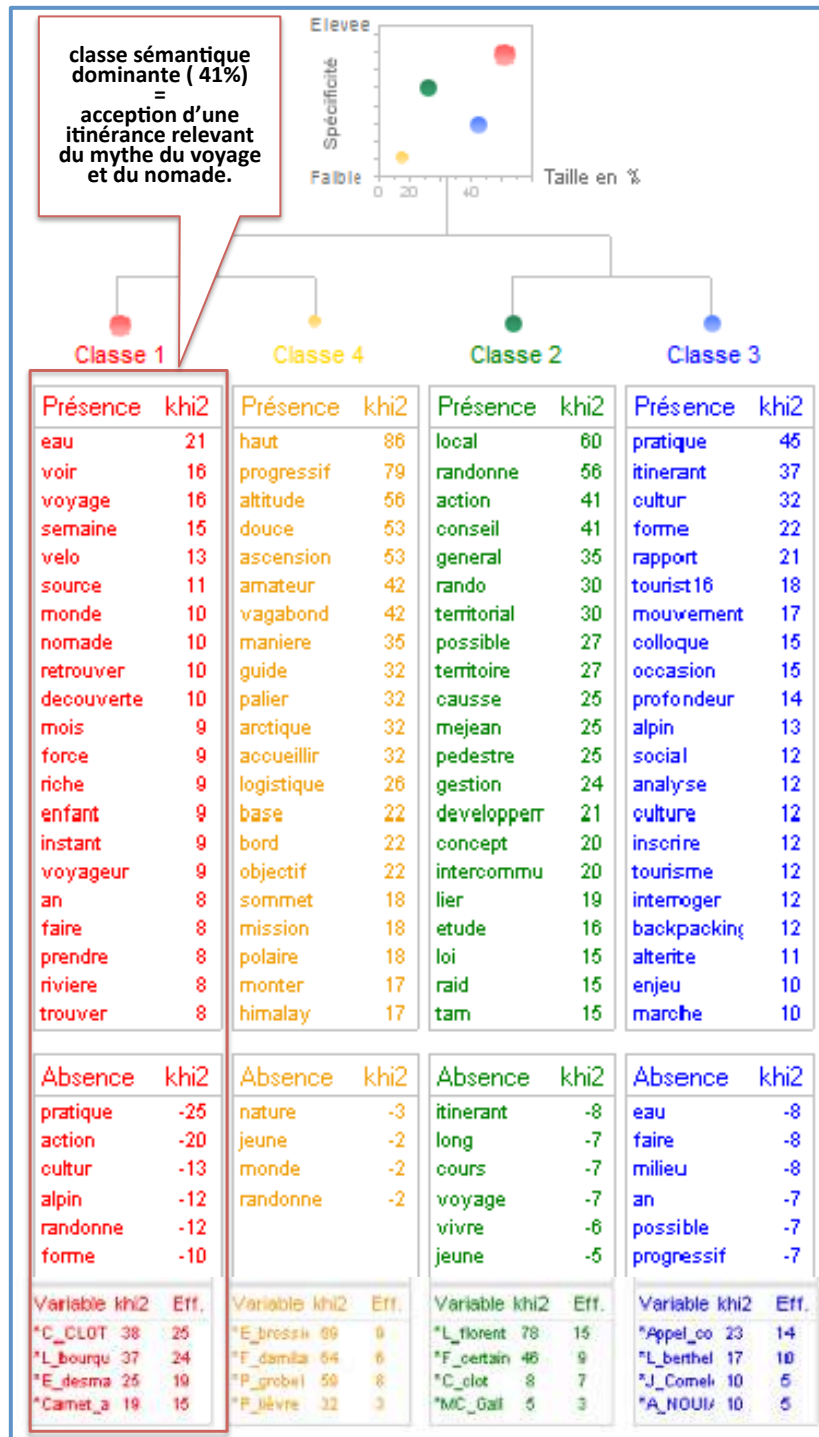 classe sémantique
dominante ( 41%)
=
acception d'une
itinérance relevant
du mythe du voyage
et du nomade.
Elevee
Spécificité
Faible
0 20 40
Taille en %
Classe 1 Classe 4 Classe 2 Classe 3
Présence khi2 Présence khi2 Présence khi2 Présence khi2
eau 21 haut 86 local 60 pratique 45
voir 16 progressif 79 randonne 56 itinerant 37
voyage 16 altitude 56 action 41 cultur 32
semaine 15 douce 53 conseil 41 forme 22
velo 13 ascension 53 general 35 rapport 21
source 11 amateur 42 rando 30 tourist16 18
monde 10 vagabond 42 territorial 30 mouvement 17
nomade 10 maniere 35 possible 27 colloque 15
retrouver 10 guide 32 territoire 27 occasion 15
decouverte 10 palier 32 causse 25 profondeur 14
mois 9 arctique 32 mejean 25 alpin 13
force 9 accueillir 32 pedestre 25 social 12
riche 9 logistique 26 gestion 24 analyse 12
enfant 9 base 22 developperr 21 culture 12
instant 9 bord 22 concept 20 inscrire 12
voyageur 9 objectif 22 intercommu 20 tourisme 12
an 8 sommet 18 lier 19 interroger 12
faire 8 mission 18 etude 16 backpacking 12
prendre 8 polaire 18 loi 15 alterite 11
riviere 8 monter 17 raid 15 enjeu 10
trouver 8 himalay 17 tarn 15 marche 10
Absence khi2 Absence khi2 Absence khi2 Absence khi2
pratique -25 nature -3 itinerant -8 eau -8
action -20 jeune -2 long -7 faire -8
cultur -13 monde -2 cours -7 milieu -8
alpin -12 randonne -2 voyage -7 an -7
randonne -12 vivre -6 possible -7
forme -10 jeune -5 progressif -7
Variable khi2 Eff. Variable khi2 Eff. Variable khi2 Eff. Variable khi2 Eff.
*C_CLOT 38 25 *L_florent 78 15 *Appel_co 23 14
*L_bourqu 37 24 *F_certain 46 9 *L_berthel 17 10
*E_desma 25 19 *P_grobel 59 8 *C_clot 8 7 10 5
*Carnet_a 19 15 *P_lièvre 32 3 *MC_Gall 5 3 10 5